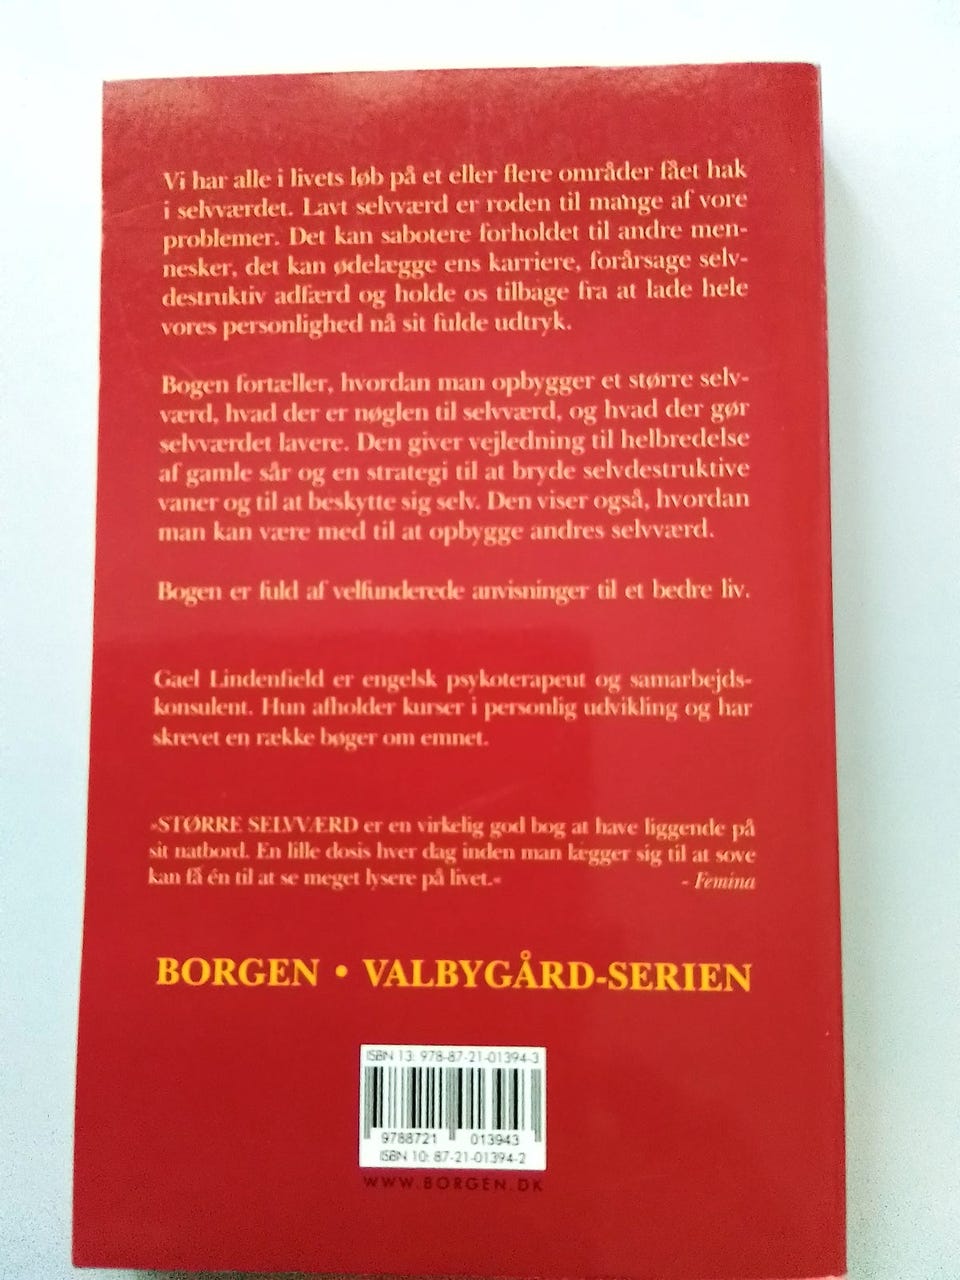 Vi har alle i livets løb på et eller flere områder fået hak
i selvværdet. Lavt selvværd er roden til mange af vore
problemer. Det kan sabotere forholdet til andre men-
nesker, det kan ødelægge ens karriere, forårsage selv-
destruktiv adfærd og holde os tilbage fra at lade hele
vores personlighed nå sit fulde udtryk.
Bogen fortæller, hvordan man opbygger et større selv-
værd, hvad der er nøglen til selvværd, og hvad der gør
selvværdet lavere. Den giver vejledning til helbredelse
af gamle sår og en strategi til at bryde selvdestruktive
vaner og til at beskytte sig selv. Den viser også, hvordan
man kan være med til at opbygge andres selvværd.
Bogen er fuld af velfunderede anvisninger til et bedre liv.
Gael Lindenfield er engelsk psykoterapeut og samarbejds-
konsulent. Hun afholder kurser i personlig udvikling og har
skrevet en række bøger om emnet.
»STØRRE SELVVÆRD er en virkelig god bog at have liggende på
sit natbord. En lille dosis hver dag inden man lægger sig til at sove
kan få én til at se meget lysere på livet.« - Femina
BORGEN • VALBYGÅRD-SERIEN
ISBN 13: 978-87-21-01394-3
9788721 013943
ISBN 10: 87-21-01394-2
WWW.BORGEN.DK